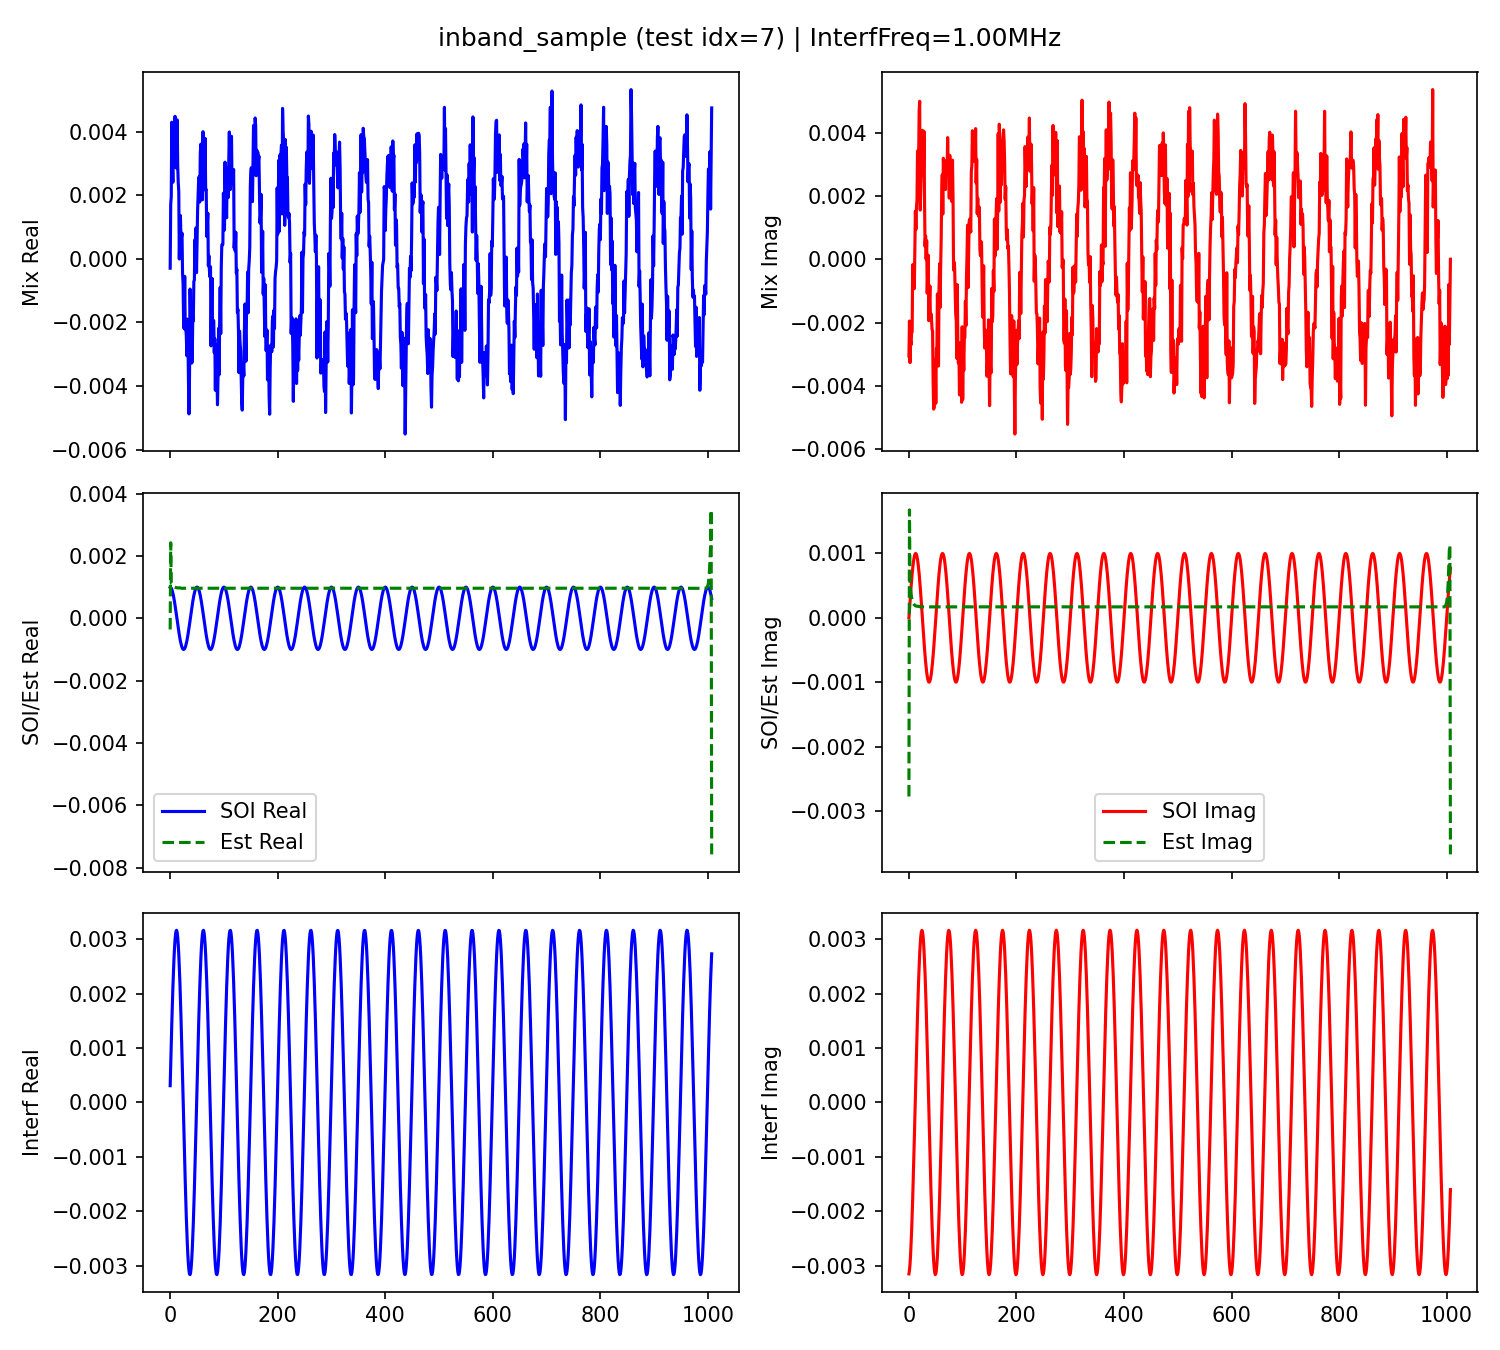 inband_sample (test idx=7) | InterfFreq=1.00MHz
Mix Real
0.004
0.002
0.000
−0.002
−0.004
−0.006
Mix Imag
0.004
0.002
0.000
−0.002
−0.004
−0.006
SOI/Est Real
0.004
0.002
0.000
−0.002
−0.004
−0.006
−0.008
SOI Real
Est Real
SOI/Est Imag
0.001
0.000
−0.001
−0.002
−0.003
SOI Imag
Est Imag
Interf Real
0.003
0.002
0.001
0.000
−0.001
−0.002
−0.003
0 200 400 600 800 1000
Interf Imag
0.003
0.002
0.001
0.000
−0.001
−0.002
−0.003
0 200 400 600 800 1000